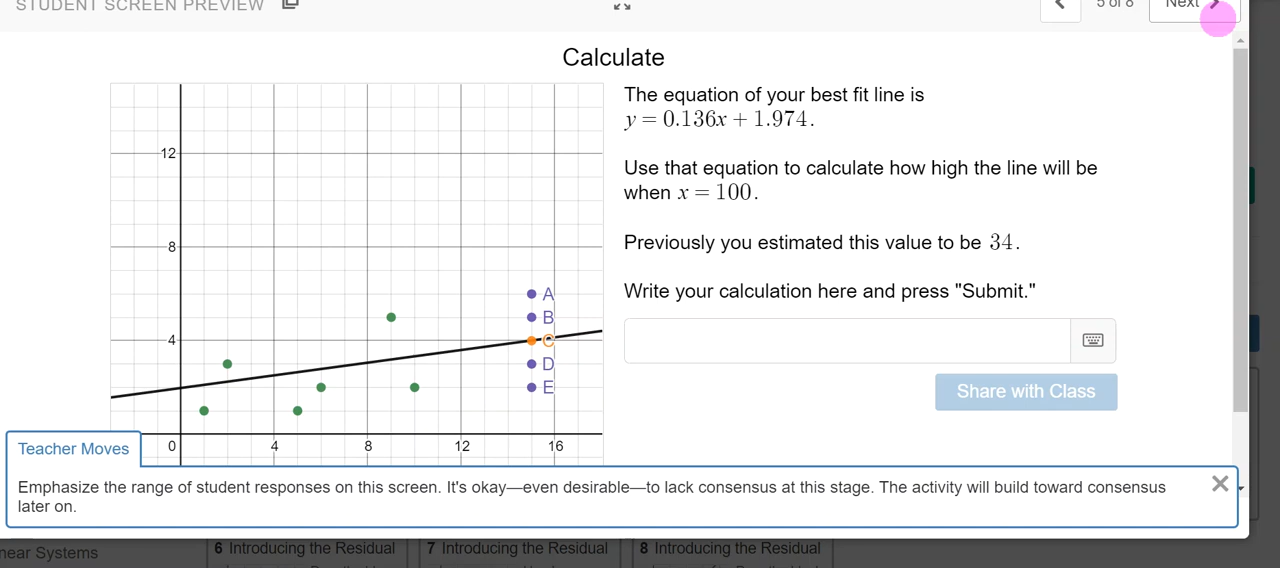 STUDENT SCREEN PREVIEW
5 of 8
Next
Calculate
The equation of your best fit line is
y = 0.136x + 1.974.
Use that equation to calculate how high the line will be
when x = 100.
Previously you estimated this value to be 34.
Write your calculation here and press "Submit."
Share with Class
12
8
4
A
B
C
D
E
0
4
8
12
16
Teacher Moves
Emphasize the range of student responses on this screen. It's okay—even desirable—to lack consensus at this stage. The activity will build toward consensus
later on.
near Systems
6 Introducing the Residual
7 Introducing the Residual
8 Introducing the Residual